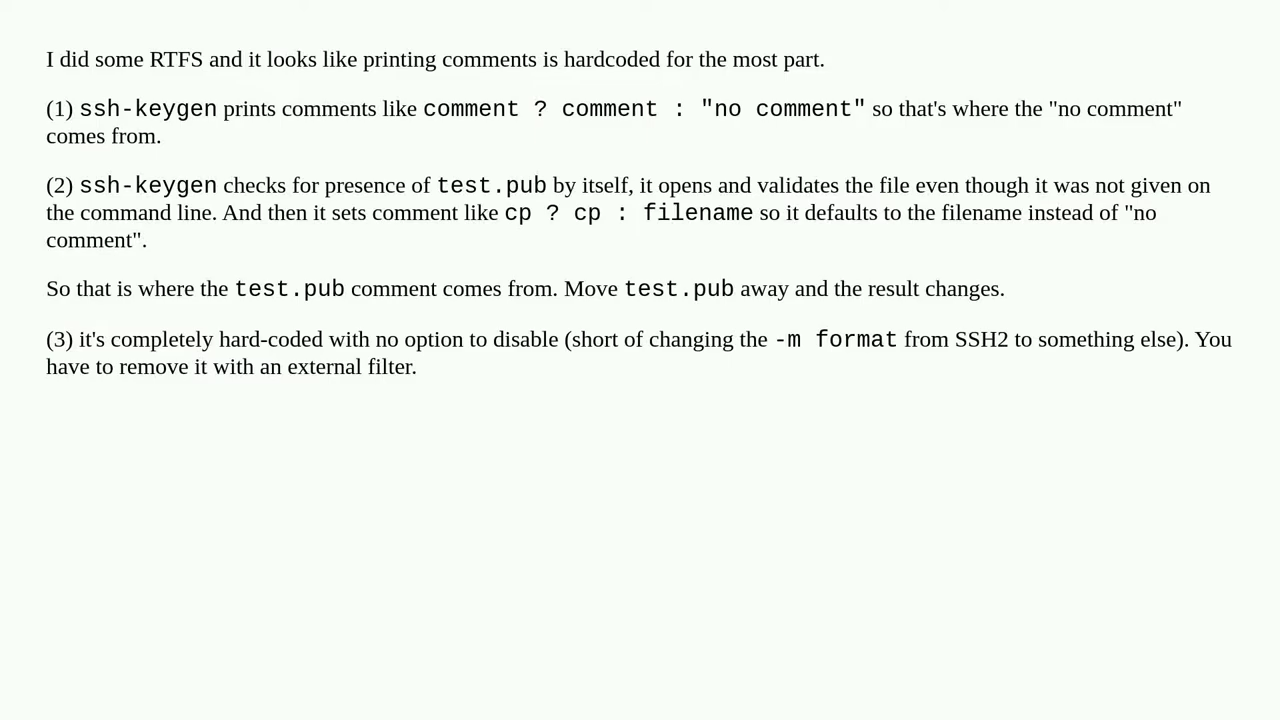 I did some RTFS and it looks like printing comments is hardcoded for the most part.
(1) ssh-keygen prints comments like comment ? comment : "no comment" so that's where the "no comment"
comes from.
(2) ssh-keygen checks for presence of test.pub by itself, it opens and validates the file even though it was not given on
the command line. And then it sets comment like cp ? cp : filename so it defaults to the filename instead of "no
comment".
So that is where the test.pub comment comes from. Move test.pub away and the result changes.
(3) it's completely hard-coded with no option to disable (short of changing the -m format from SSH2 to something else). You
have to remove it with an external filter.